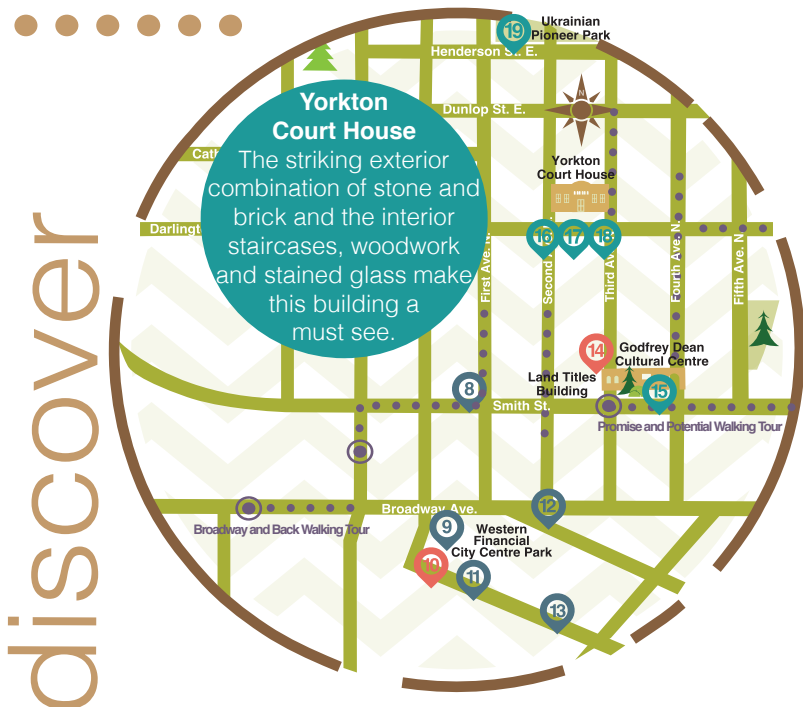 discover
19
Ukrainian
Pioneer Park
Henderson St. E.
N
Dunlop St. E.
Yorkton
Court House
The striking exterior
combination of stone and
brick and the interior
staircases, woodwork
and stained glass make
this building a
must see.
Yorkton
Court House
Darlingt
16
17
18
First Ave. N.
Second
Third Av
Fourth Ave. N.
Fifth Ave. N.
14
Godfrey Dean
Cultural Centre
Land Titles
Building
8
15
Smith St.
Promise and Potential Walking Tour
Broadway Ave.
12
Broadway and Back Walking Tour
9
Western
Financial
City Centre Park
10
11
13